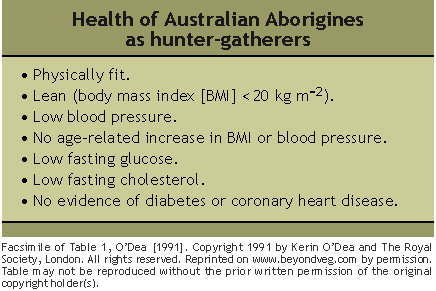 Health of Australian Aborigines
as hunter-gatherers
• Physically fit.
• Lean (body mass index [BMI] <20 kg m⁻²).
• Low blood pressure.
• No age-related increase in BMI or blood pressure.
• Low fasting glucose.
• Low fasting cholesterol.
• No evidence of diabetes or coronary heart disease.
Facsimile of Table 1, O'Dea [1991]. Copyright 1991 by Kerin O'Dea and The Royal
Society, London. All rights reserved. Reprinted on www.beyondveg.com by permission.
Table may not be reproduced without the prior written permission of the original
copyright holder(s).